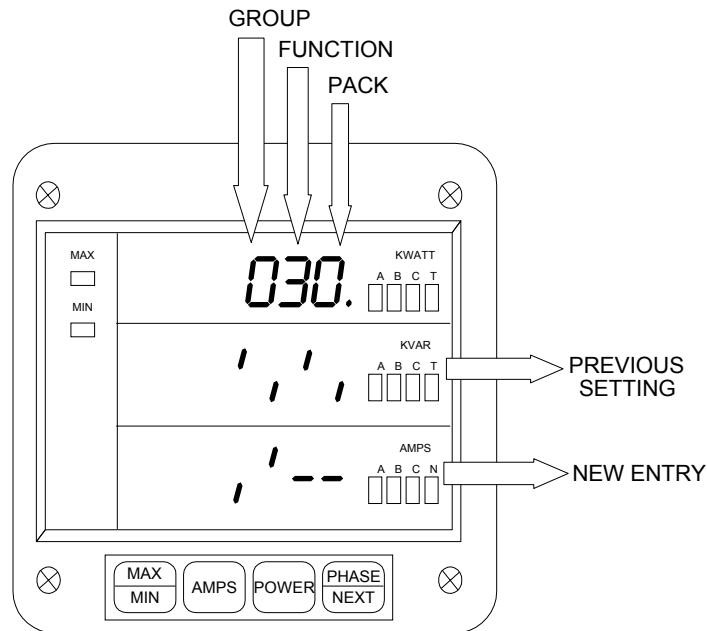 GROUP
FUNCTION
PACK
MAX
MIN
030.
KWATT
A B C T
KVAR
A B C T
PREVIOUS
SETTING
AMPS
A B C N
NEW ENTRY
MAX
MIN
AMPS
POWER
PHASE
NEXT